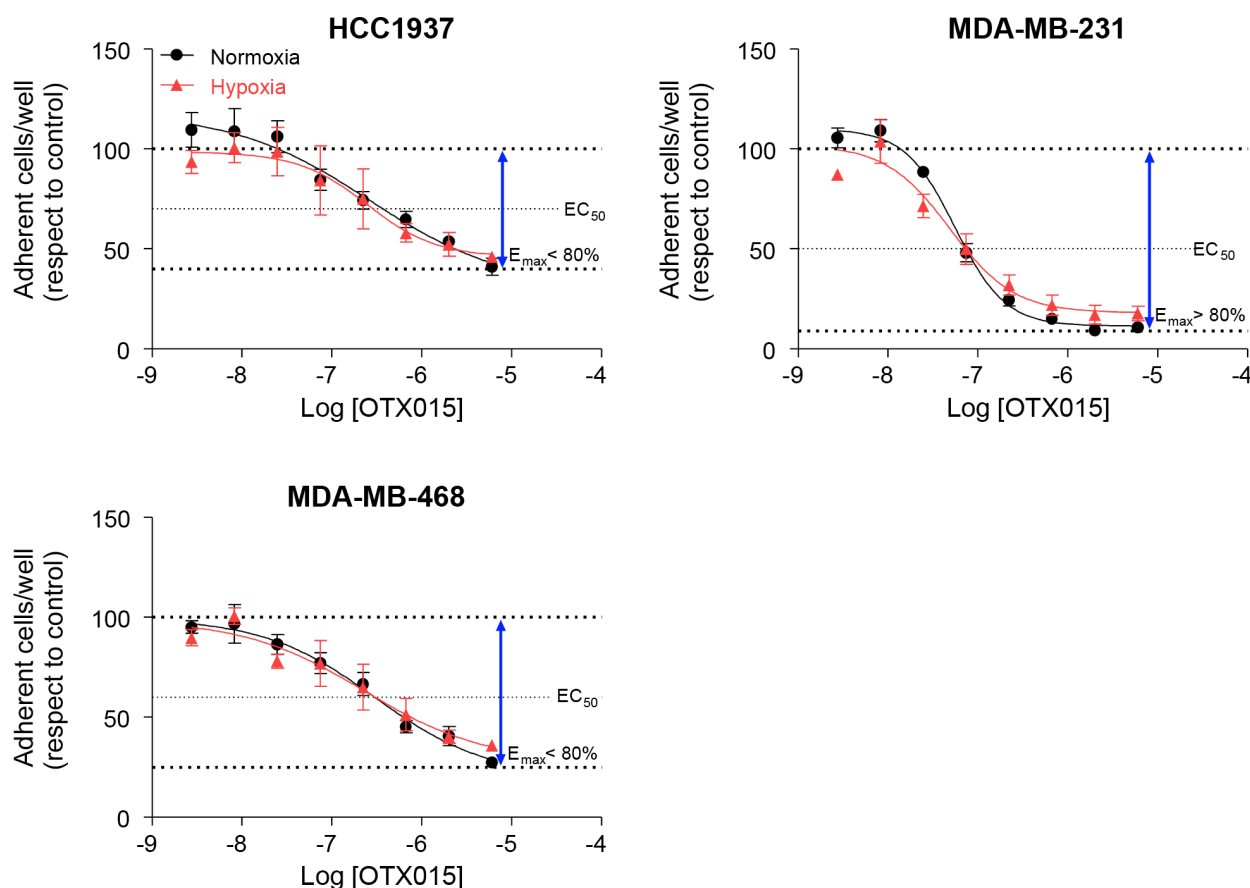 HCC1937
150
100
50
0
Adherent cells/well
(respect to control)
Normoxia
Hypoxia
EC50
Emax< 80%
-9 -8 -7 -6 -5 -4
Log [OTX015]
MDA-MB-231
150
100
50
0
Adherent cells/well
(respect to control)
EC50
Emax> 80%
-9 -8 -7 -6 -5 -4
Log [OTX015]
MDA-MB-468
150
100
50
0
Adherent cells/well
(respect to control)
EC50
Emax< 80%
-9 -8 -7 -6 -5 -4
Log [OTX015]